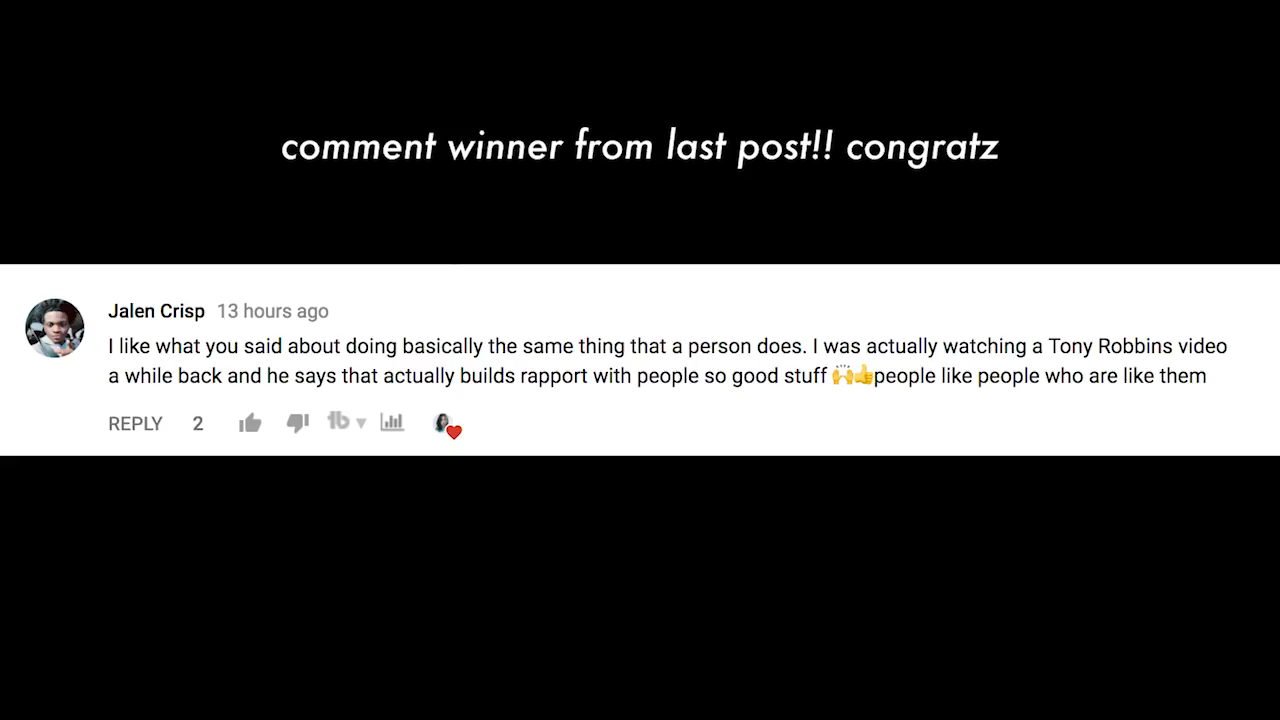 comment winner from last post!! congratz
Jalen Crisp 13 hours ago
I like what you said about doing basically the same thing that a person does. I was actually watching a Tony Robbins video
a while back and he says that actually builds rapport with people so good stuff 🙌👍people like people who are like them
REPLY 2 tb